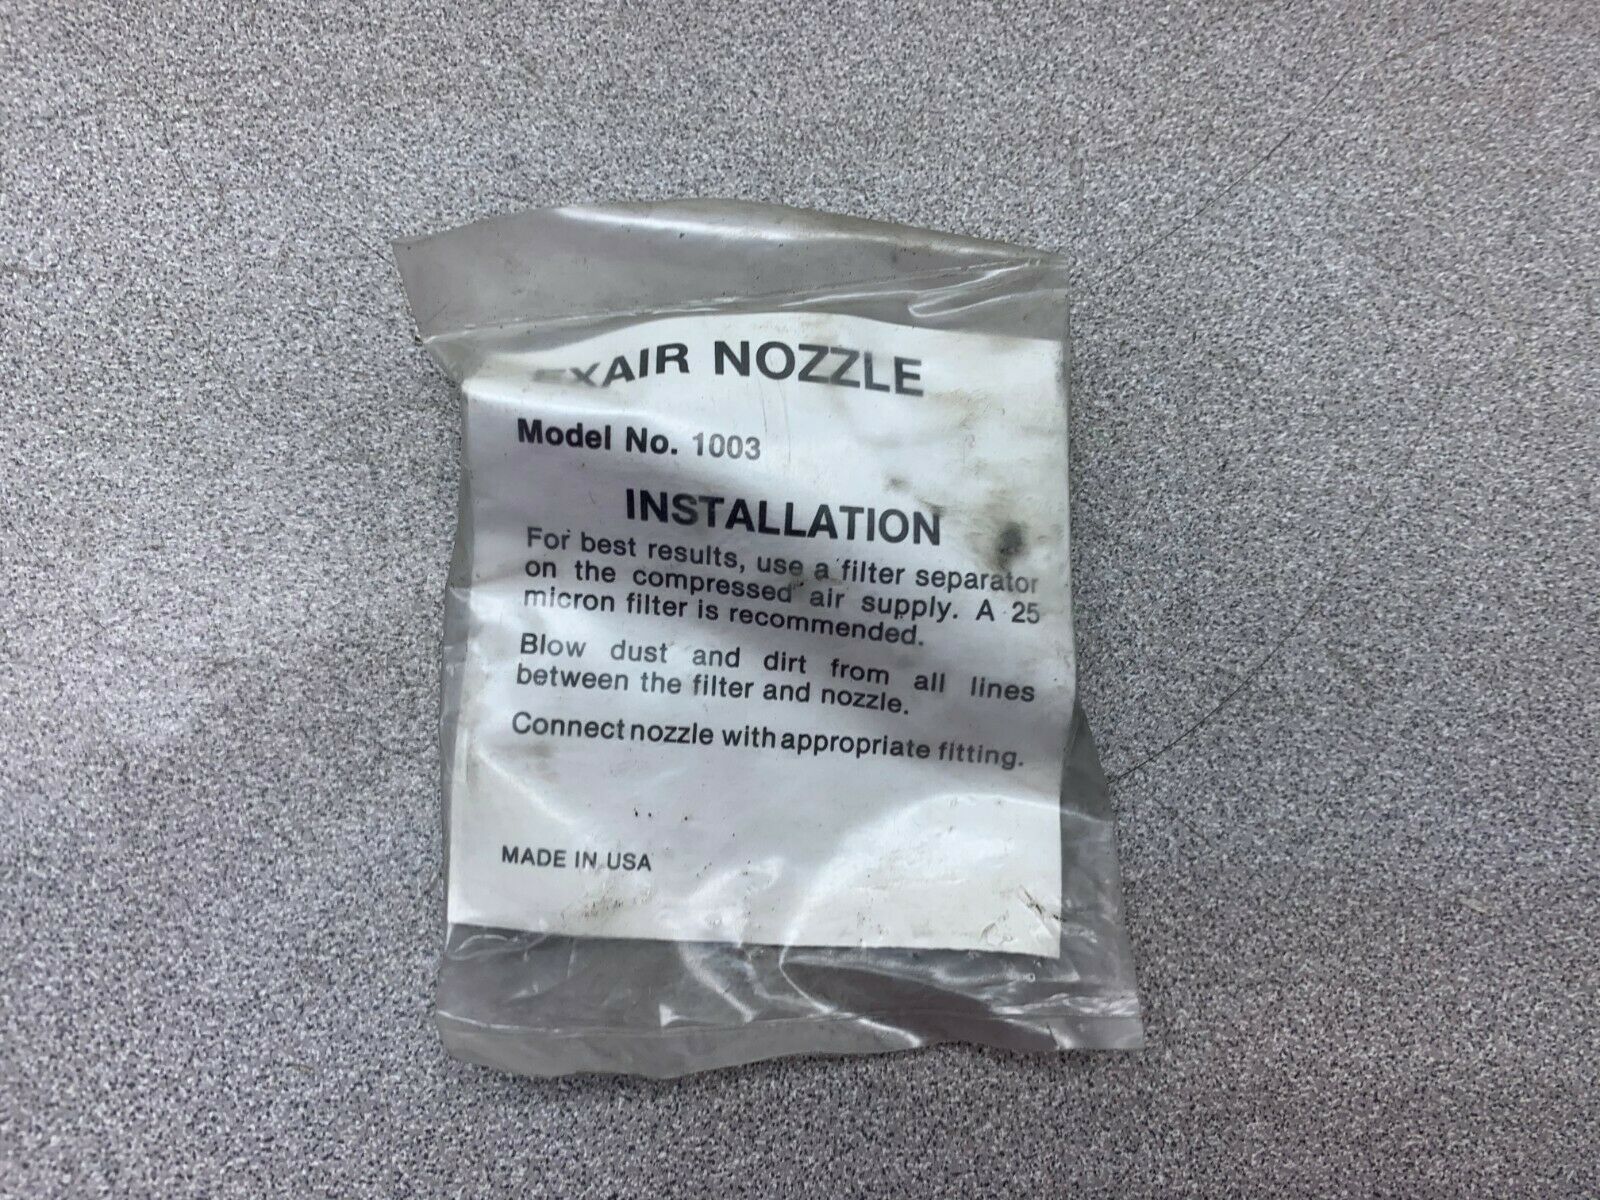 EXAIR NOZZLE
Model No. 1003
INSTALLATION
For best results, use a filter separator
on the compressed air supply. A 25
micron filter is recommended.
Blow dust and dirt from all lines
between the filter and nozzle.
Connect nozzle with appropriate fitting.
MADE IN USA